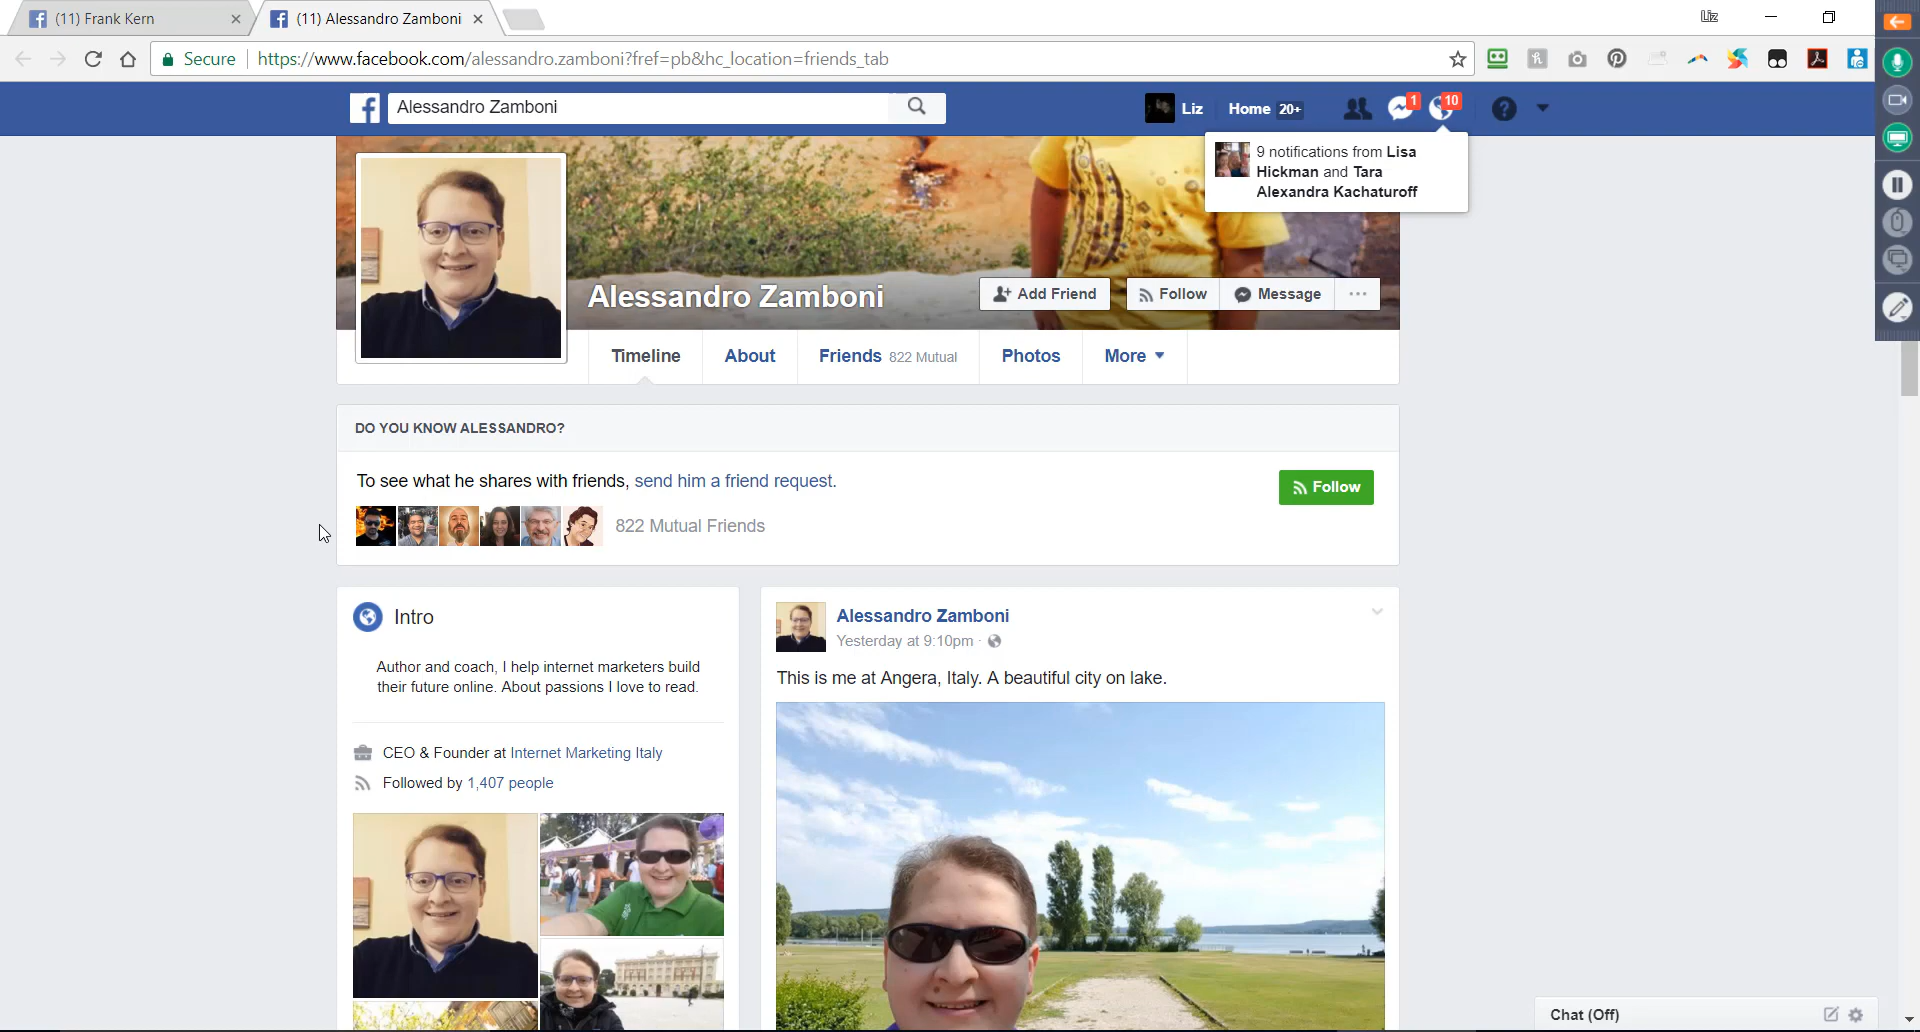 (11) Frank Kern
(11) Alessandro Zamboni
Liz
Secure
https://www.facebook.com/alessandro.zamboni?fref=pb&hc_location=friends_tab
Alessandro Zamboni
Liz
Home 20+
1
10
9 notifications from Lisa
Hickman and Tara
Alexandra Kachaturoff
Alessandro Zamboni
Add Friend
Follow
Message
Timeline
About
Friends 822 Mutual
Photos
More
DO YOU KNOW ALESSANDRO?
To see what he shares with friends, send him a friend request.
Follow
822 Mutual Friends
Intro
Author and coach, I help internet marketers build
their future online. About passions I love to read.
CEO & Founder at Internet Marketing Italy
Followed by 1,407 people
Alessandro Zamboni
Yesterday at 9:10pm ·
This is me at Angera, Italy. A beautiful city on lake.
Chat (Off)